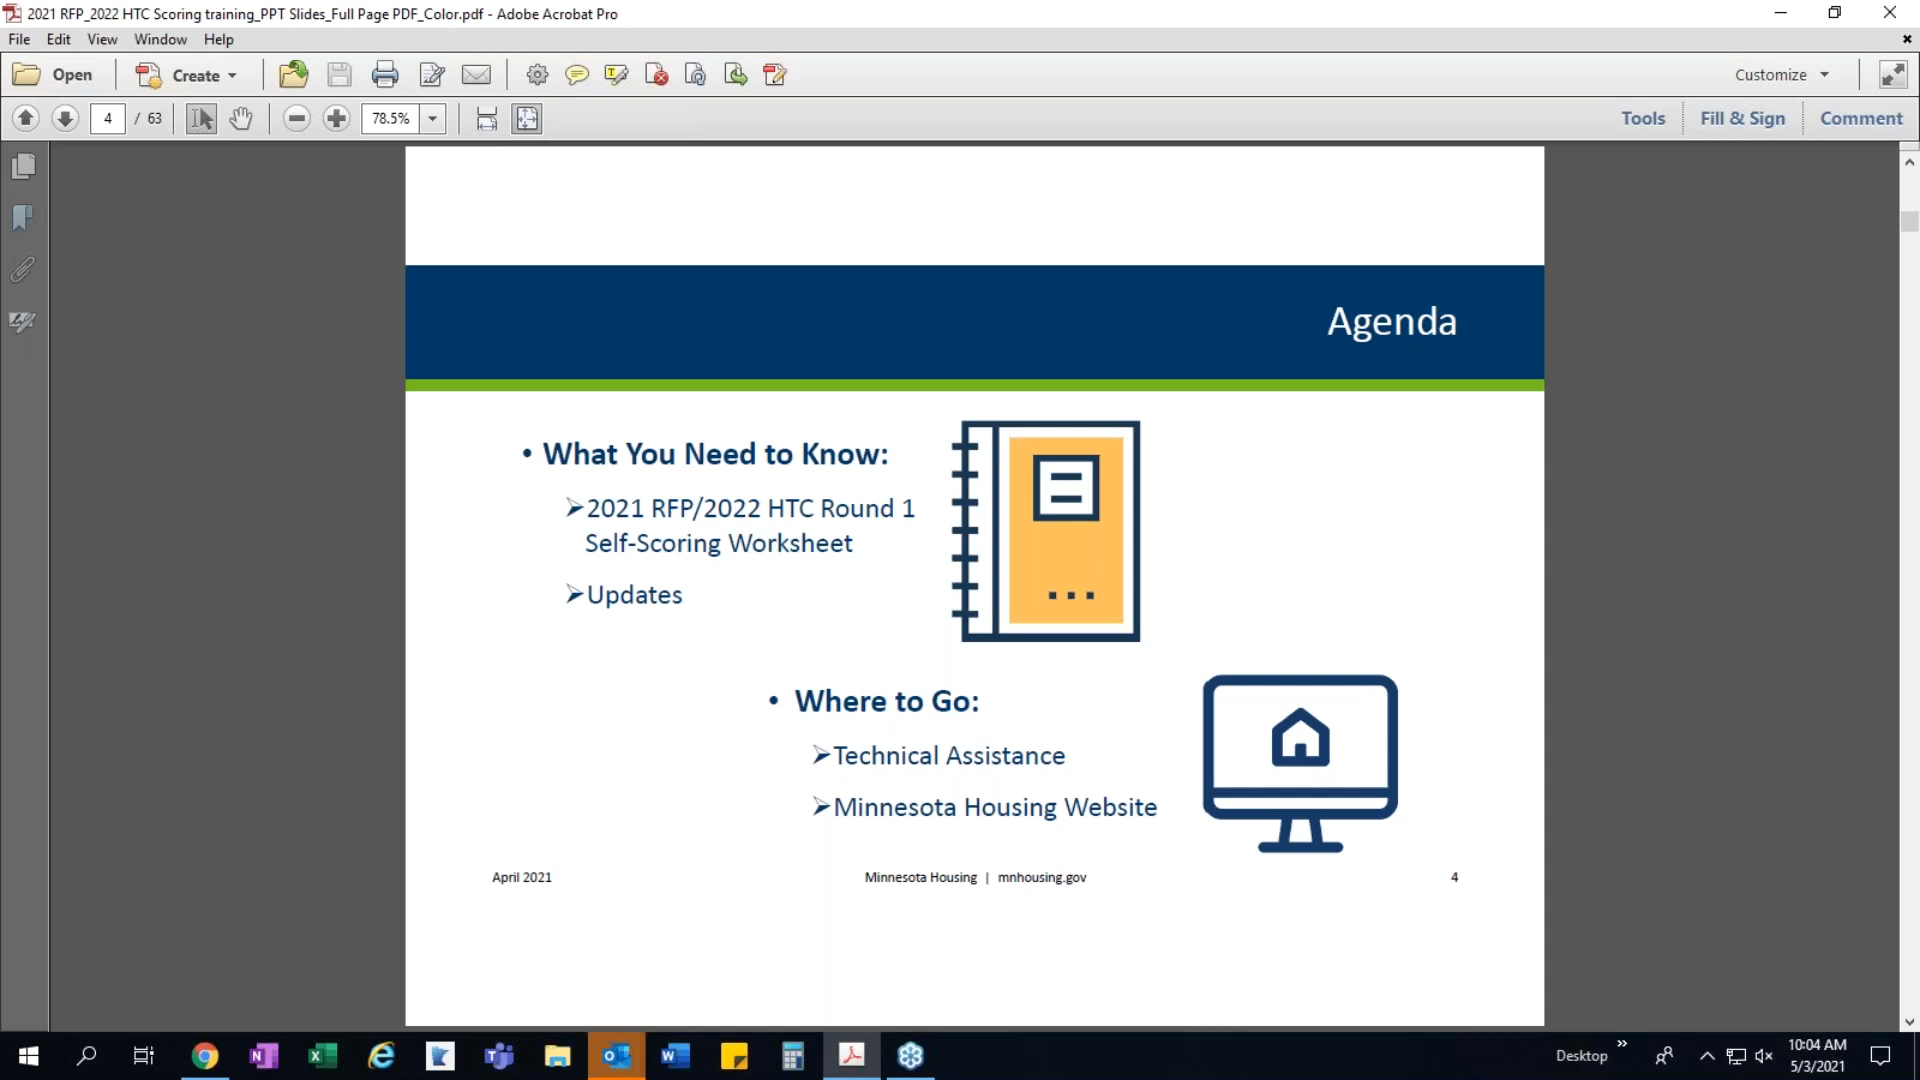 2021 RFP_2022 HTC Scoring training_PPT Slides_Full Page PDF_Color.pdf - Adobe Acrobat Pro
File Edit View Window Help
Open Create Customize
4 / 63 78.5% Tools Fill & Sign Comment
Agenda
• What You Need to Know:
➢2021 RFP/2022 HTC Round 1
Self-Scoring Worksheet
➢Updates
• Where to Go:
➢Technical Assistance
➢Minnesota Housing Website
April 2021 Minnesota Housing | mnhousing.gov 4
Desktop » 10:04 AM
5/3/2021